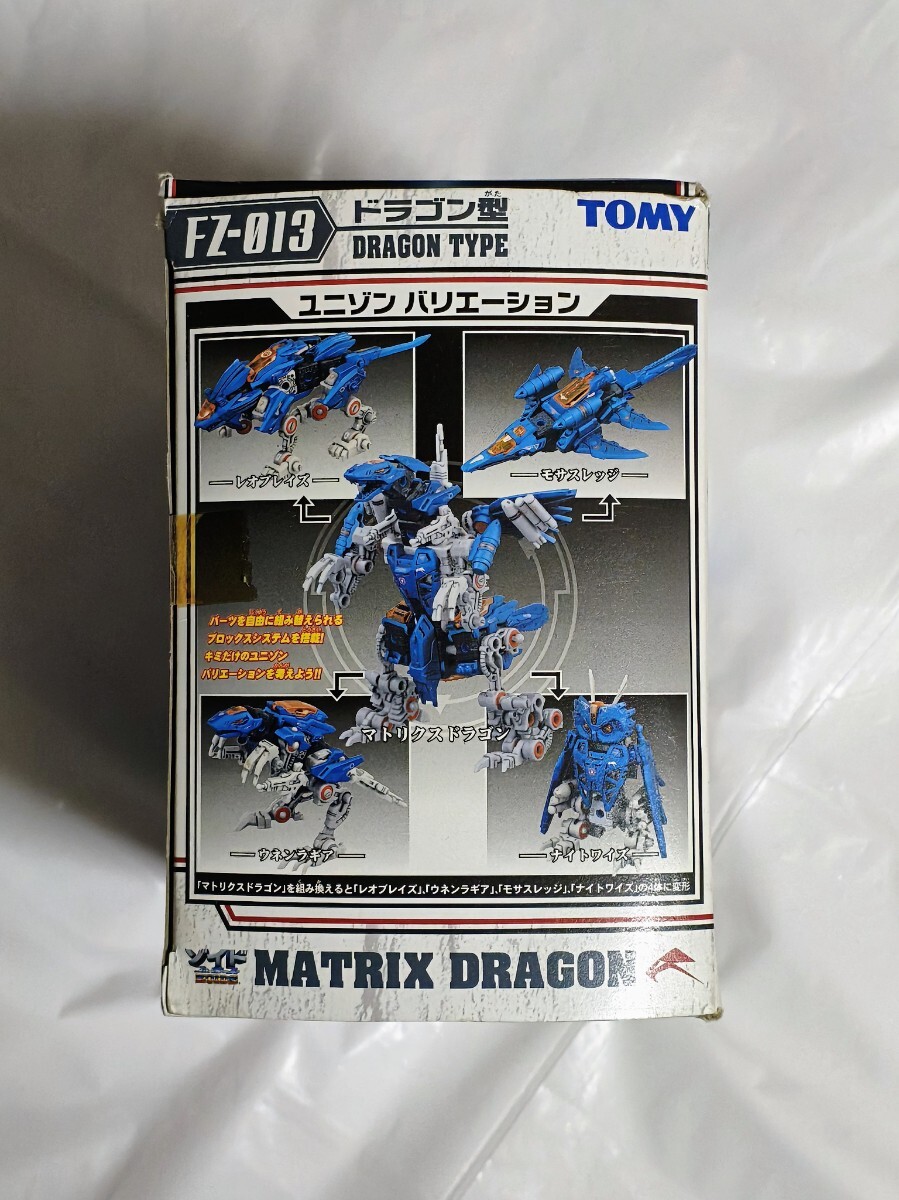 FZ-013
ドラゴン型
がた
DRAGON TYPE
TOMY
ユニゾン バリエーション
レオブレイズ
モサスレッジ
パーツを自由に組み替えられる
ブロックスシステムを搭載!
キミだけのユニゾン
バリエーションを考えよう!!
マトリクスドラゴン
ウネンラギア
ナイトワイズ
「マトリクスドラゴン」を組み換えると「レオブレイズ」、「ウネンラギア」、「モサスレッジ」、「ナイトワイズ」の4体に変形
ゾイド
MATRIX DRAGON